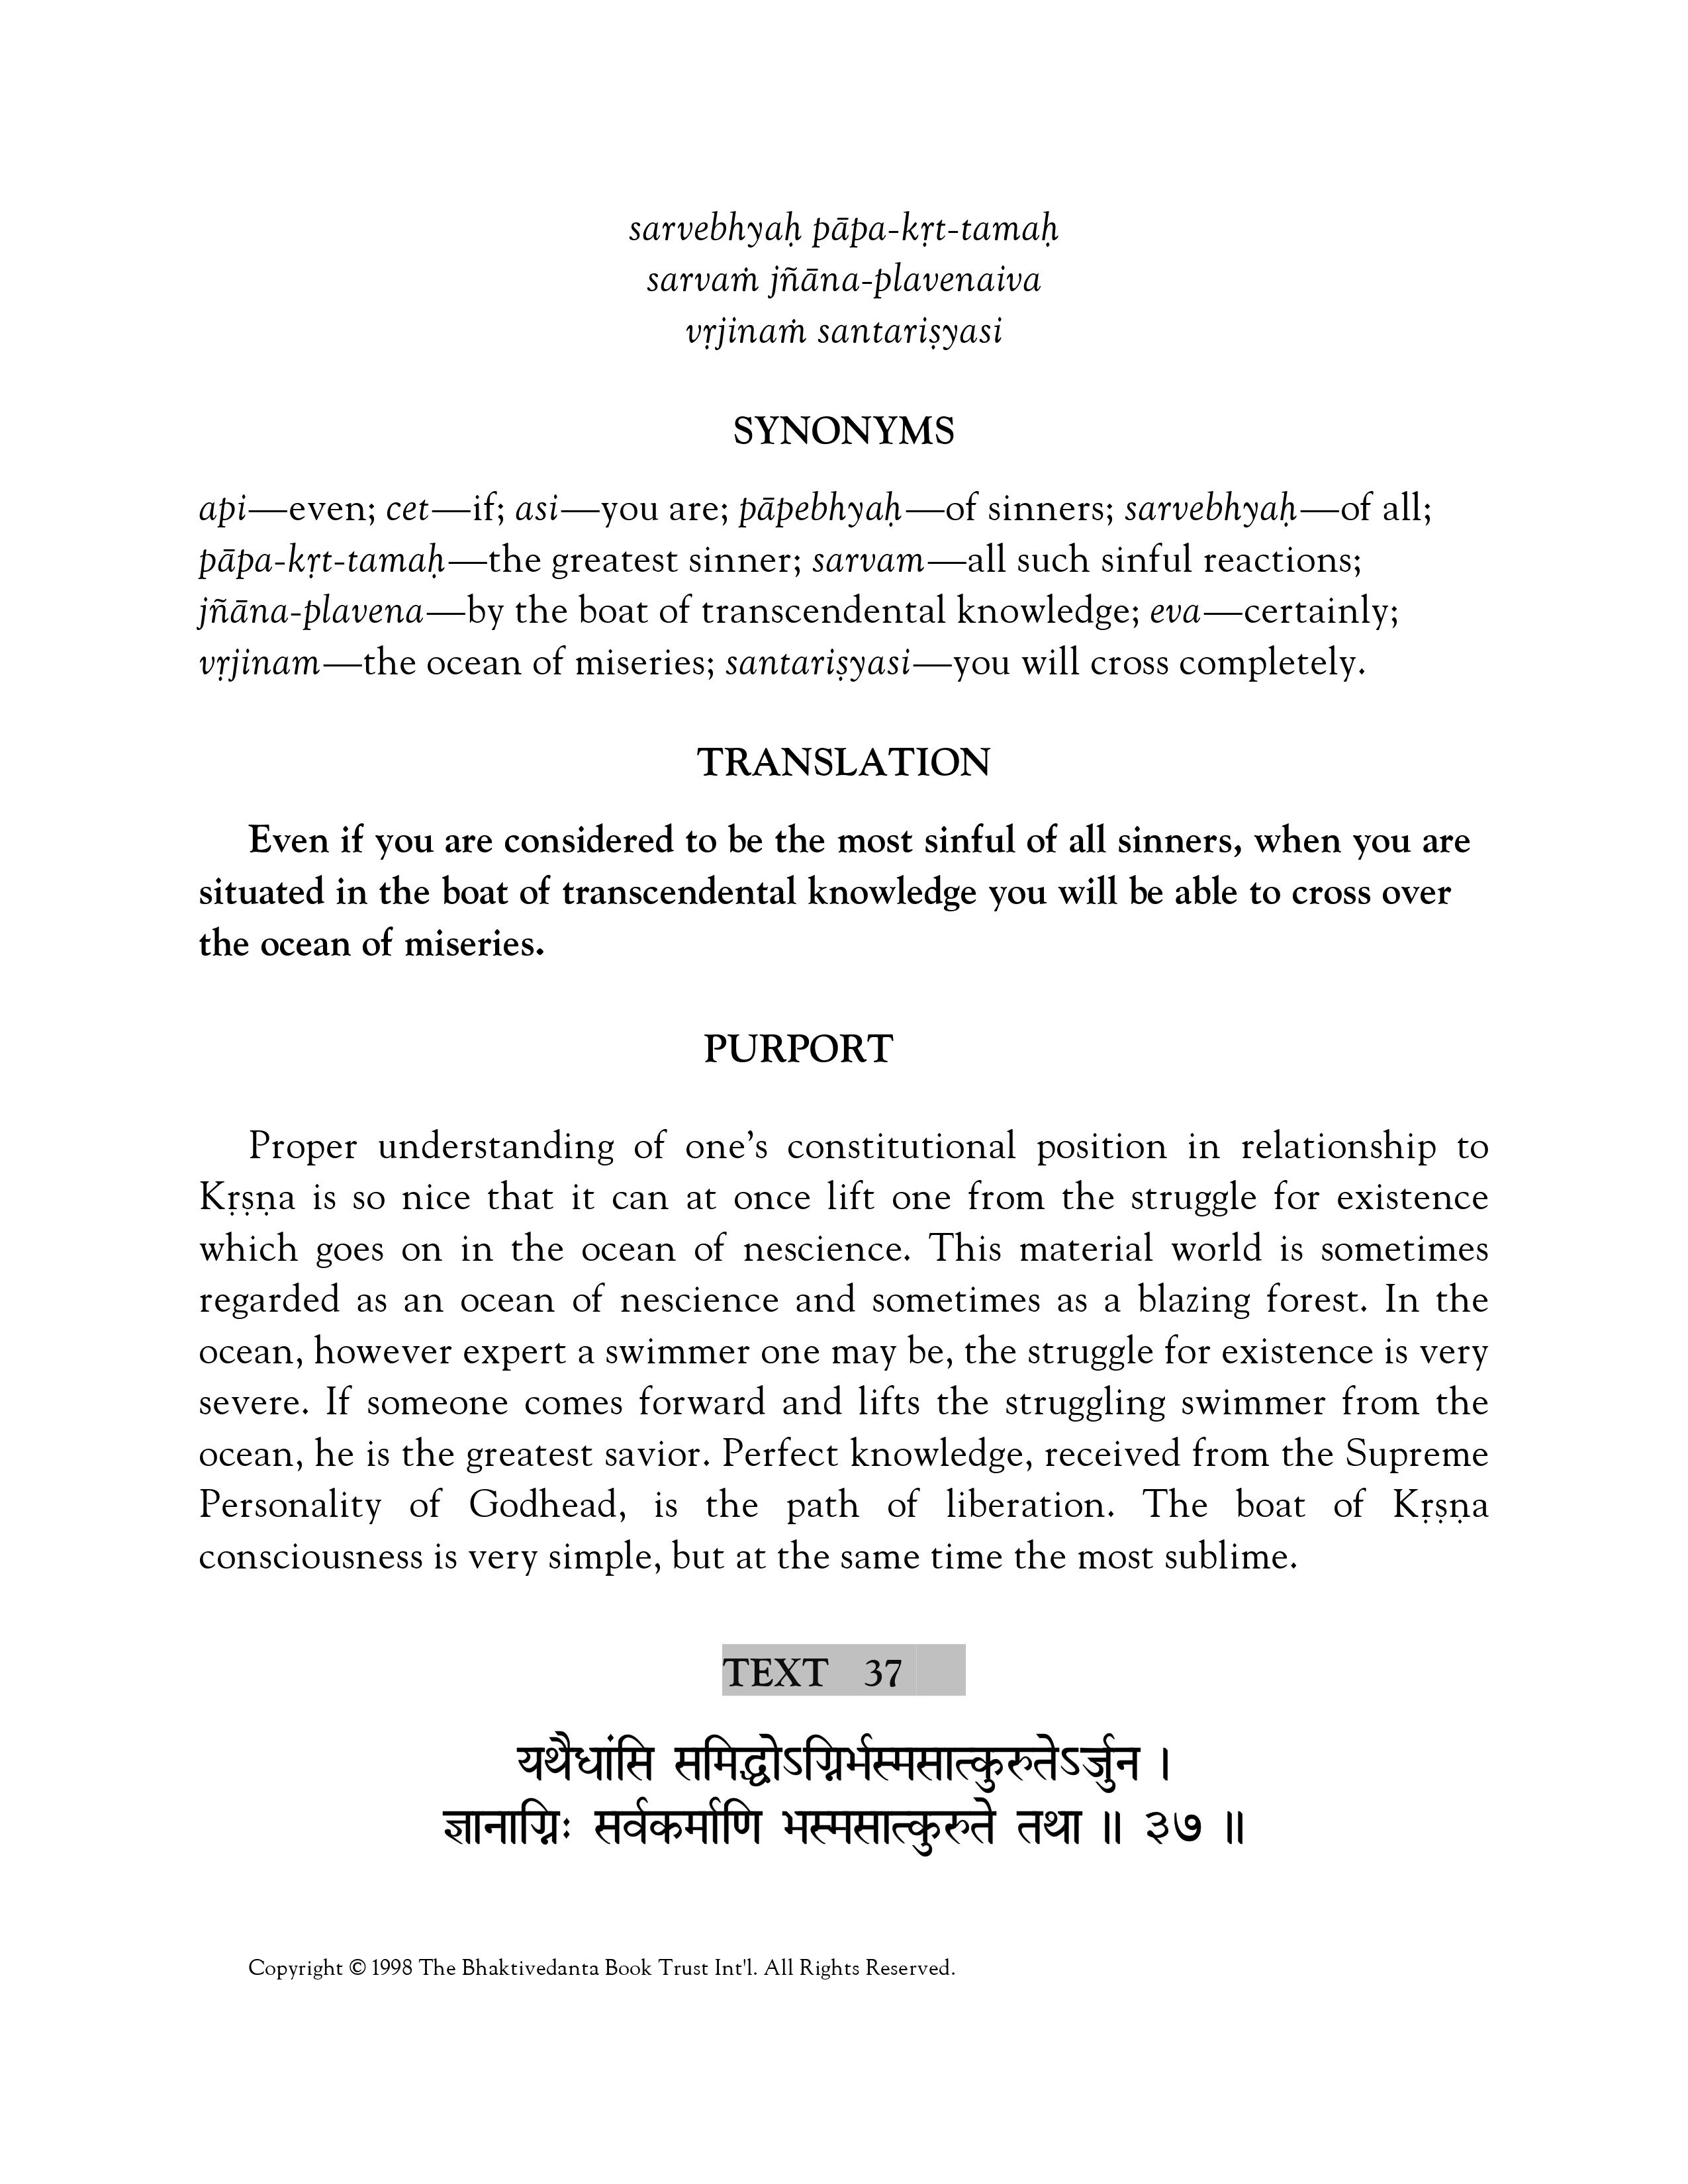 sarvebhyaḥ pāpa-kṛt-tamaḥ
sarvaṁ jñāna-plavenaiva
vṛjinaṁ santariṣyasi
SYNONYMS
api—even; cet—if; asi—you are; pāpebhyaḥ—of sinners; sarvebhyaḥ—of all;
pāpa-kṛt-tamaḥ—the greatest sinner; sarvam—all such sinful reactions;
jñāna-plavena—by the boat of transcendental knowledge; eva—certainly;
vṛjinam—the ocean of miseries; santariṣyasi—you will cross completely.
TRANSLATION
Even if you are considered to be the most sinful of all sinners, when you are
situated in the boat of transcendental knowledge you will be able to cross over
the ocean of miseries.
PURPORT
Proper understanding of one’s constitutional position in relationship to
Kṛṣṇa is so nice that it can at once lift one from the struggle for existence
which goes on in the ocean of nescience. This material world is sometimes
regarded as an ocean of nescience and sometimes as a blazing forest. In the
ocean, however expert a swimmer one may be, the struggle for existence is very
severe. If someone comes forward and lifts the struggling swimmer from the
ocean, he is the greatest savior. Perfect knowledge, received from the Supreme
Personality of Godhead, is the path of liberation. The boat of Kṛṣṇa
consciousness is very simple, but at the same time the most sublime.
TEXT 37
यथैधांसि समिद्धोऽग्निर्भस्मसात्कुरुतेऽर्जुन ।
ज्ञानाग्निः सर्वकर्माणि भस्मसात्कुरुते तथा ॥ ३७ ॥
Copyright © 1998 The Bhaktivedanta Book Trust Int'l. All Rights Reserved.